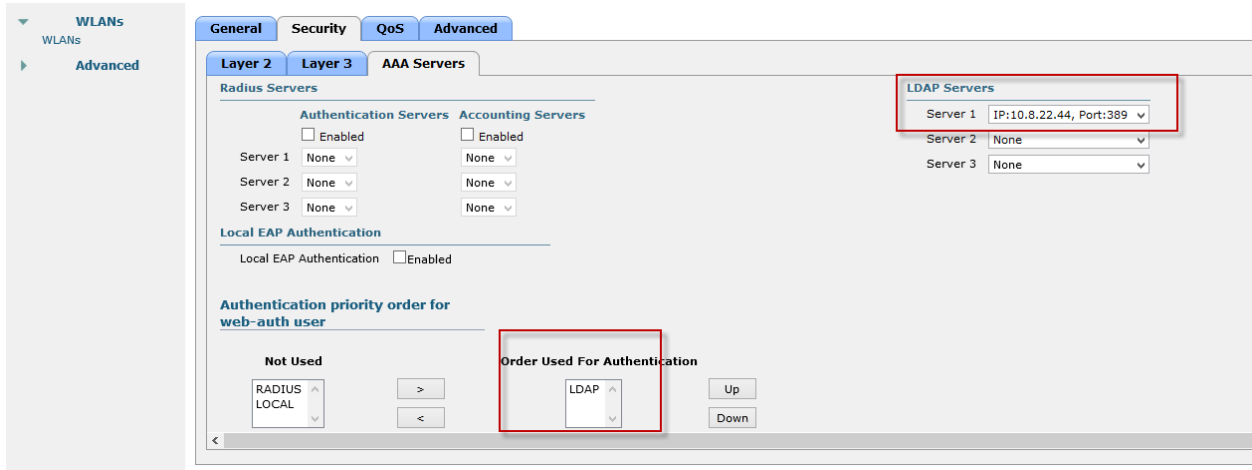 WLANs
WLANs
Advanced
General Security QoS Advanced
Layer 2 Layer 3 AAA Servers
Radius Servers
Authentication Servers Accounting Servers
Enabled Enabled
Server 1 None None
Server 2 None None
Server 3 None None
LDAP Servers
Server 1 IP:10.8.22.44, Port:389
Server 2 None
Server 3 None
Local EAP Authentication
Local EAP Authentication Enabled
Authentication priority order for
web-auth user
Not Used Order Used For Authentication
RADIUS > LDAP Up
LOCAL
< Down